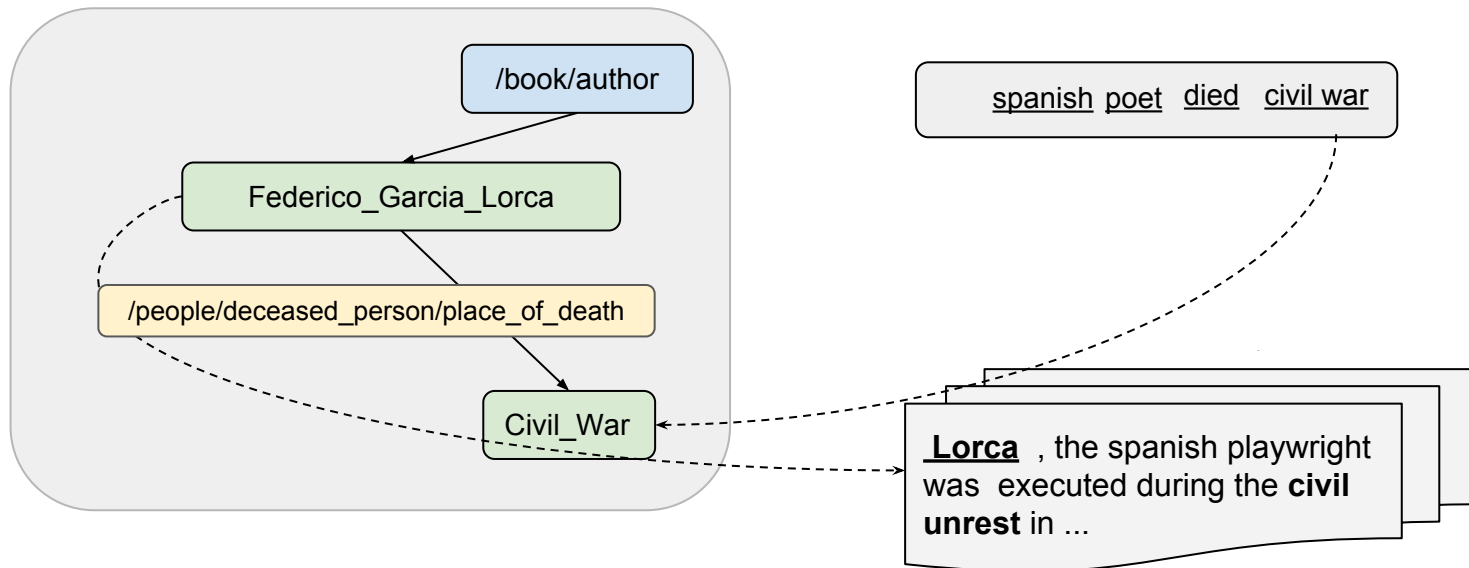 /book/author
Federico_Garcia_Lorca
/people/deceased_person/place_of_death
Civil_War
spanish poet died civil war
Lorca , the spanish playwright
was executed during the civil
unrest in ...